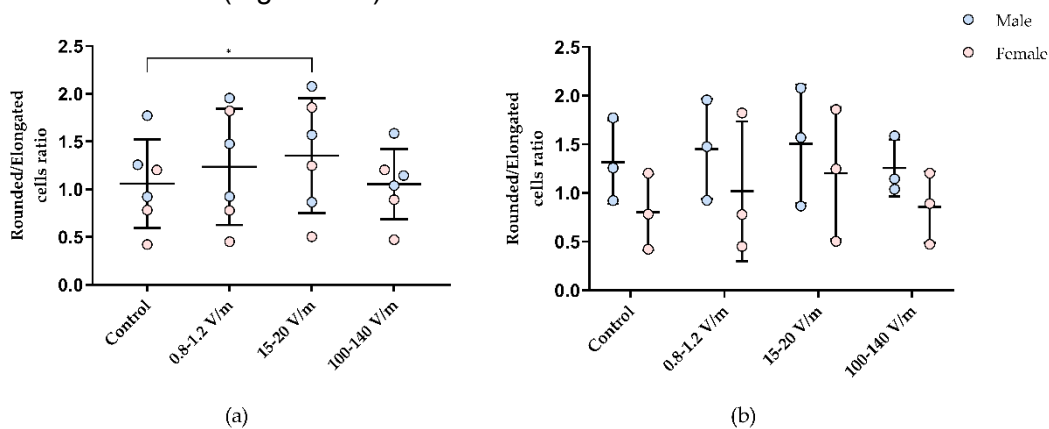 Male
Female
*
2.5
2.0
1.5
1.0
0.5
0.0
Rounded/Elongated
cells ratio
Control
0.8-1.2 V/m
15-20 V/m
100-140 V/m
(a)
2.5
2.0
1.5
1.0
0.5
0.0
Rounded/Elongated
cells ratio
Control
0.8-1.2 V/m
15-20 V/m
100-140 V/m
(b)